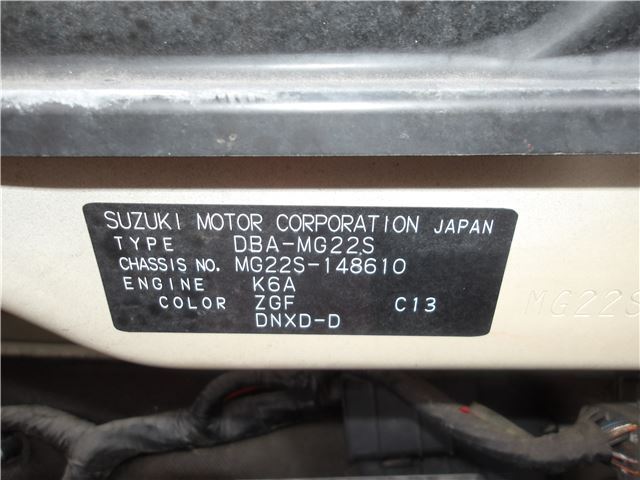 SUZUKI MOTOR CORPORATION JAPAN
TYPE DBA-MG22S
CHASSIS NO. MG22S-148610
ENGINE K6A
COLOR ZGF C13
DNXD-D
MG22S